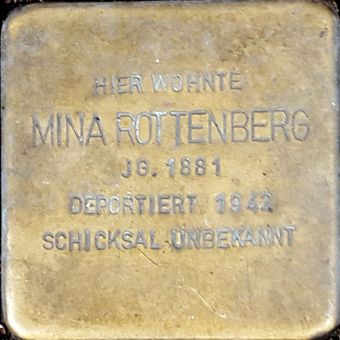 HIER WOHNTE
MINA ROTTENBERG
JG. 1881
DEPORTIERT 1942
SCHICKSAL UNBEKANNT